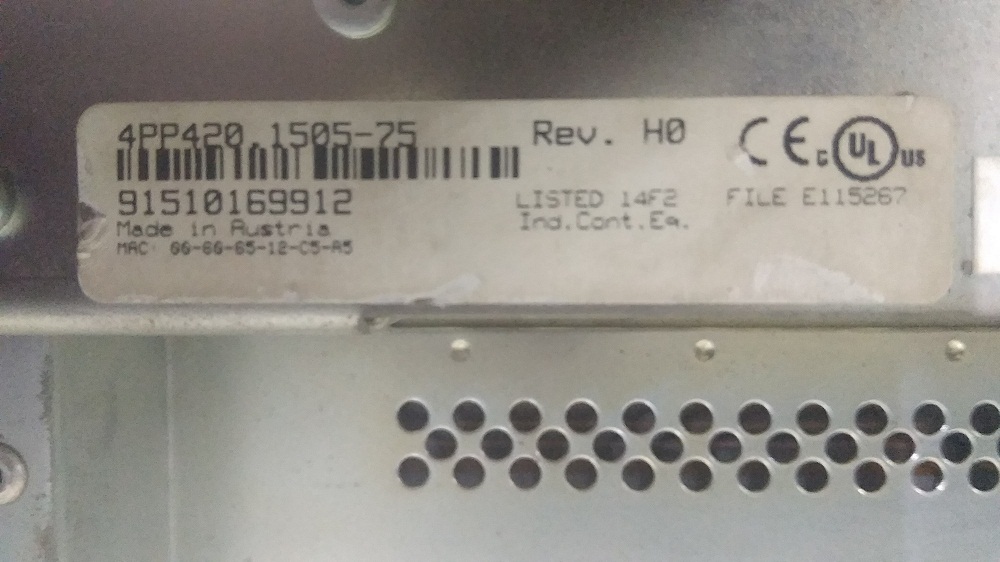 4PP420.1505-75 Rev. H0 CE c UL us
91510169912 LISTED 14F2 FILE E115267
Made in Austria Ind.Cont.Eq.
MAC: 00-60-65-12-C5-A5